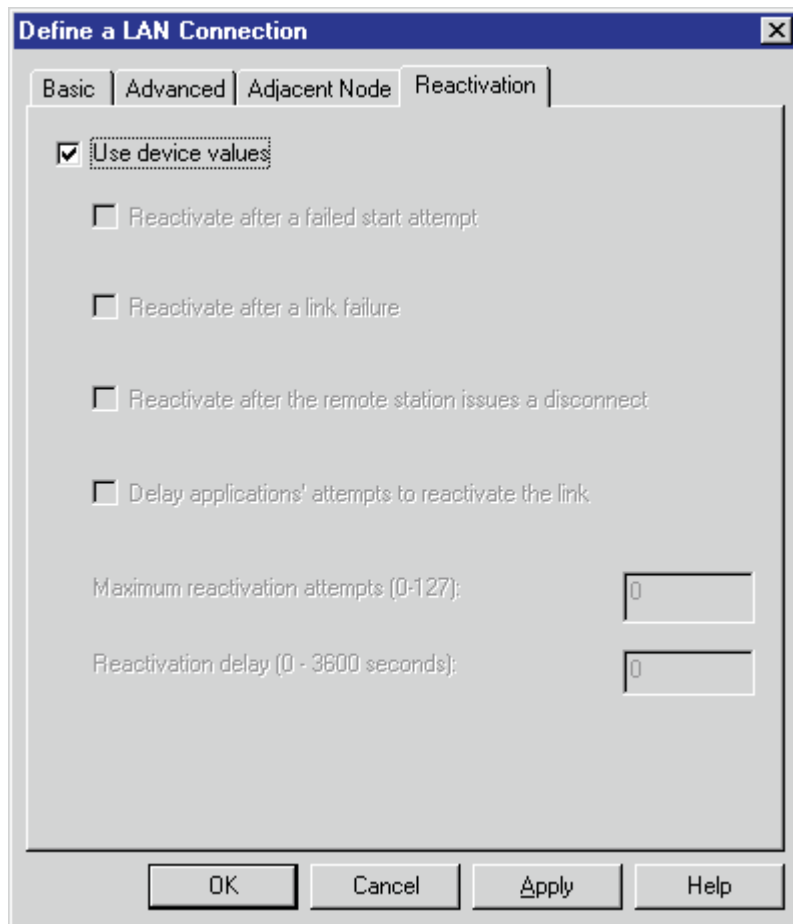 Define a LAN Connection
Basic
Advanced
Adjacent Node
Reactivation
Use device values
Reactivate after a failed start attempt
Reactivate after a link failure
Reactivate after the remote station issues a disconnect
Delay applications' attempts to reactivate the link
Maximum reactivation attempts (0-127):
0
Reactivation delay (0 - 3600 seconds):
0
OK
Cancel
Apply
Help